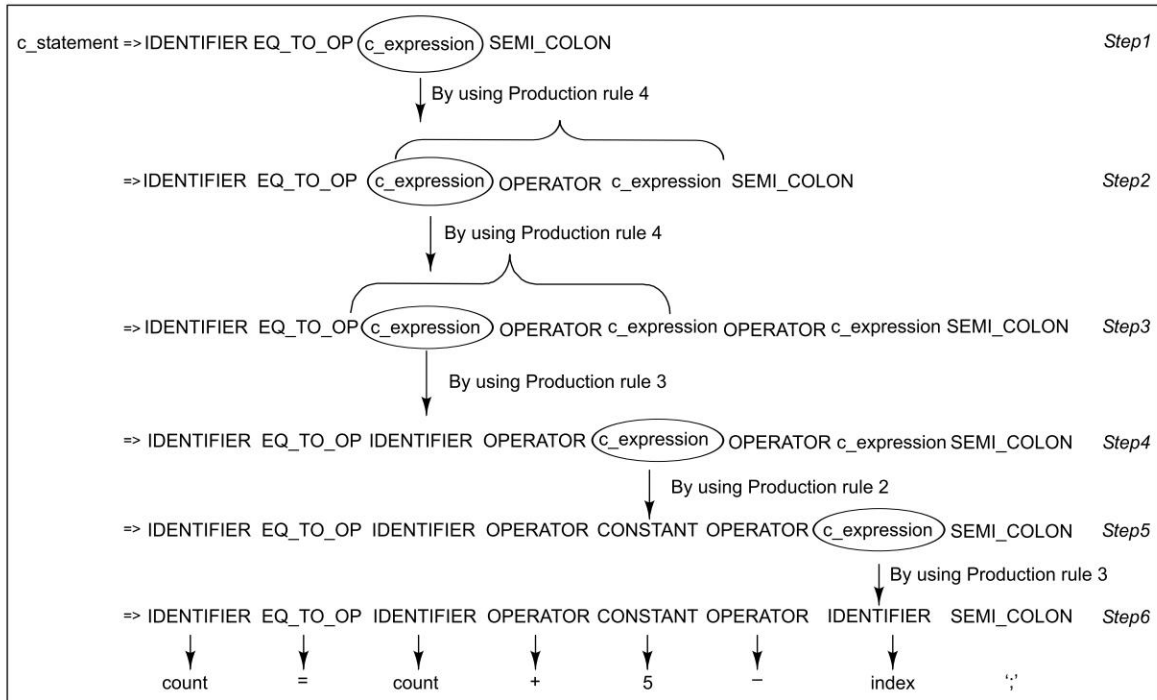 c_statement => IDENTIFIER EQ_TO_OP c_expression SEMI_COLON Step1
By using Production rule 4
=> IDENTIFIER EQ_TO_OP c_expression OPERATOR c_expression SEMI_COLON Step2
By using Production rule 4
=> IDENTIFIER EQ_TO_OP c_expression OPERATOR c_expression OPERATOR c_expression SEMI_COLON Step3
By using Production rule 3
=> IDENTIFIER EQ_TO_OP IDENTIFIER OPERATOR c_expression OPERATOR c_expression SEMI_COLON Step4
By using Production rule 2
=> IDENTIFIER EQ_TO_OP IDENTIFIER OPERATOR CONSTANT OPERATOR c_expression SEMI_COLON Step5
By using Production rule 3
=> IDENTIFIER EQ_TO_OP IDENTIFIER OPERATOR CONSTANT OPERATOR IDENTIFIER SEMI_COLON Step6
count = count + 5 – index ‘;’